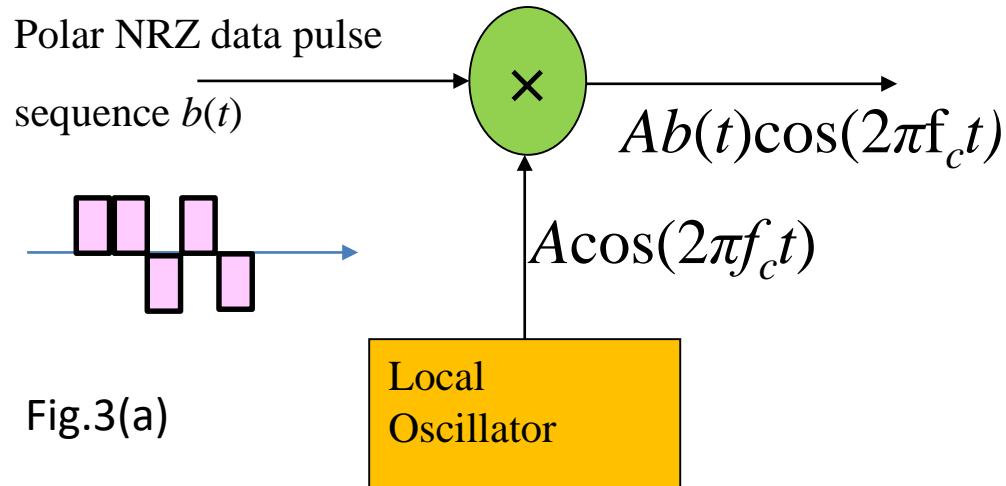 Polar NRZ data pulse
sequence b(t)
×
Ab(t)cos(2πf_c t)
Acos(2πf_c t)
Local
Oscillator
Fig.3(a)